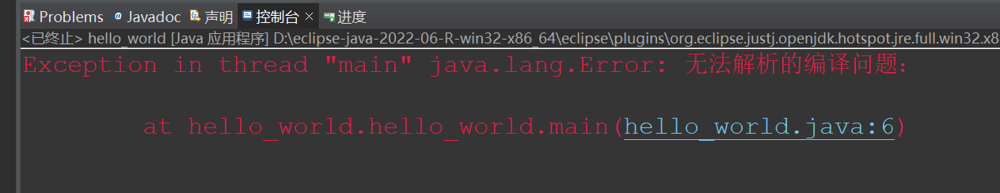 Problems Javadoc 声明 控制台 进度
<已终止> hello_world [Java 应用程序] D:\eclipse-java-2022-06-R-win32-x86_64\eclipse\plugins\org.eclipse.justj.openjdk.hotspot.jre.full.win32.x8
Exception in thread "main" java.lang.Error: 无法解析的编译问题:
at hello_world.hello_world.main(hello_world.java:6)